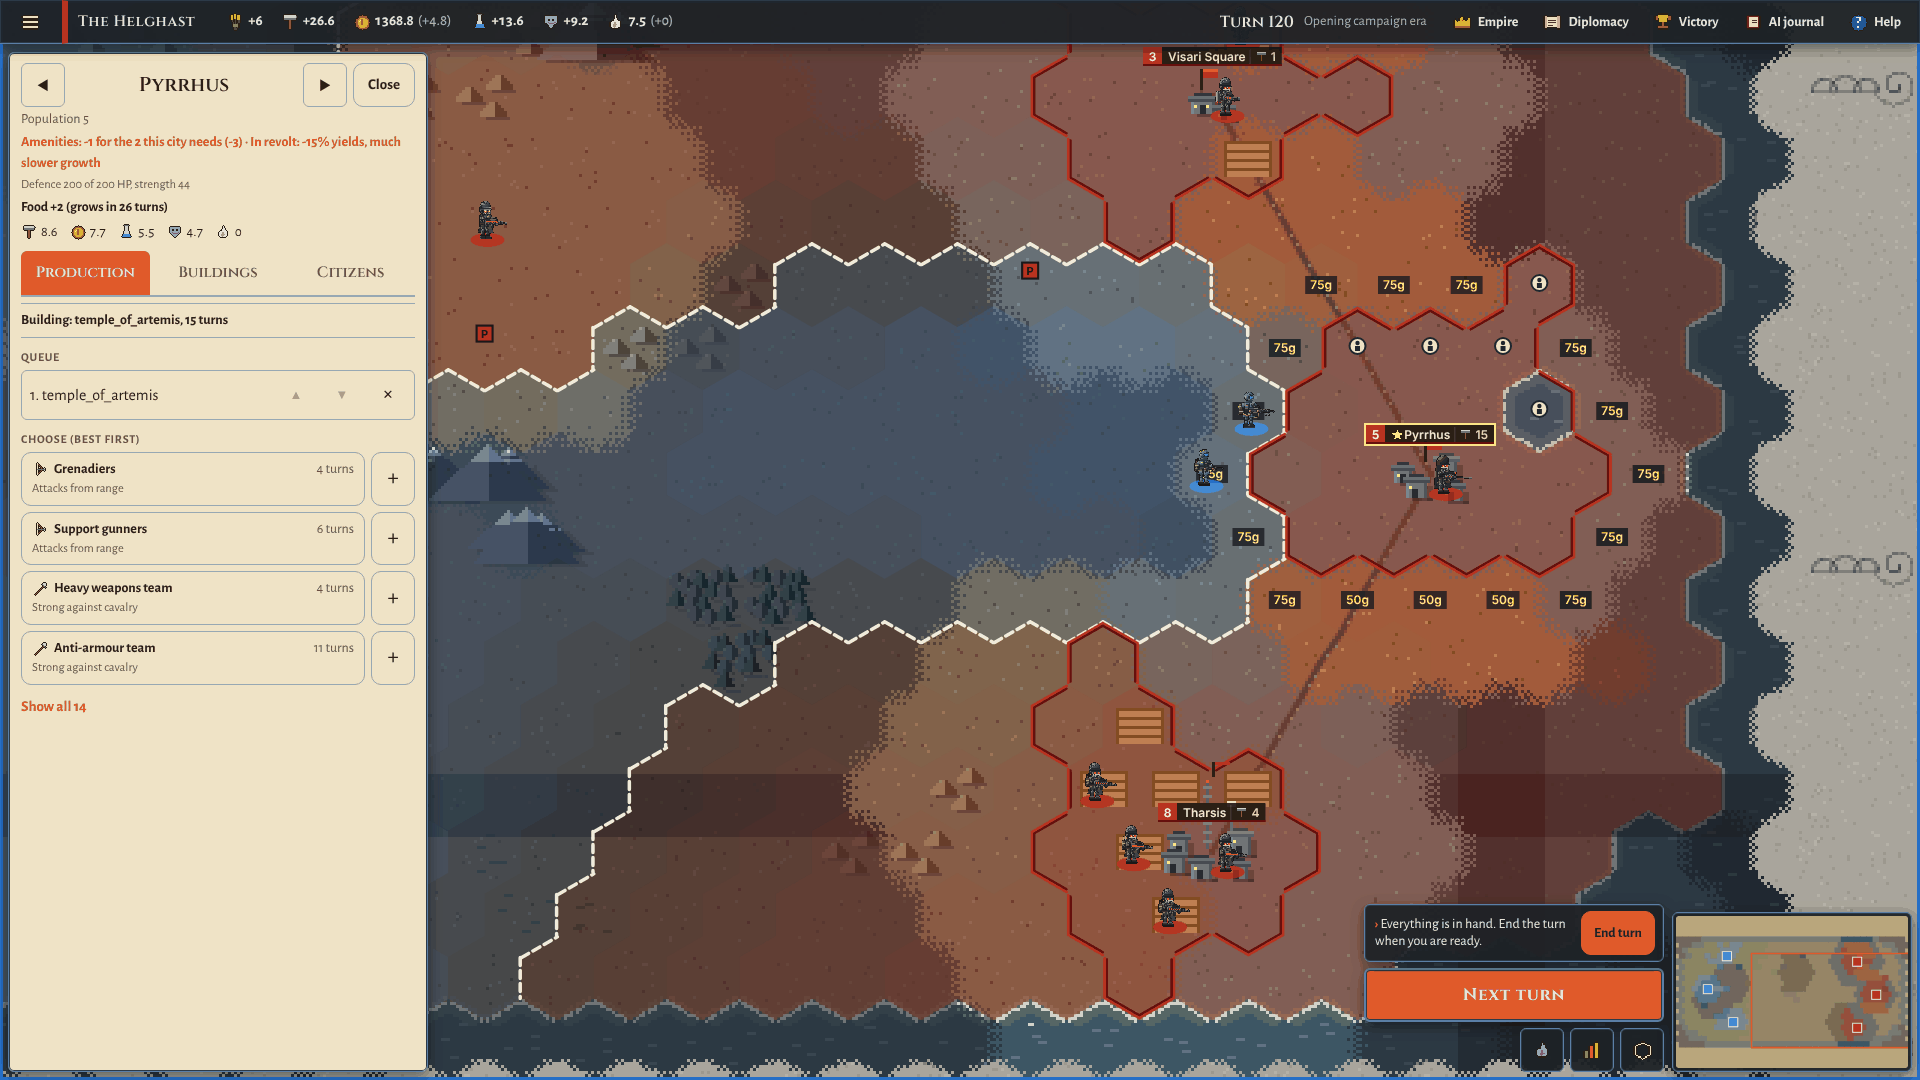 THE HELGHAST
+6
+26.6
1368.8 (+4.8)
+13.6
+9.2
7.5 (+0)
TURN 120
Opening campaign era
Empire
Diplomacy
Victory
AI journal
Help
◀
PYRRHUS
▶
Close
Population 5
Amenities: -1 for the 2 this city needs (-3) · In revolt: -15% yields, much
slower growth
Defence 200 of 200 HP, strength 44
Food +2 (grows in 26 turns)
8.6
7.7
5.5
4.7
0
PRODUCTION
BUILDINGS
CITIZENS
Building: temple_of_artemis, 15 turns
QUEUE
1. temple_of_artemis
▲
▼
×
CHOOSE (BEST FIRST)
Grenadiers
4 turns
Attacks from range
+
Support gunners
6 turns
Attacks from range
+
Heavy weapons team
4 turns
Strong against cavalry
+
Anti-armour team
11 turns
Strong against cavalry
+
Show all 14
3 Visari Square 1
P
P
75g
75g
75g
75g
75g
75g
5 ★Pyrrhus 15
75g
75g
75g
75g
50g
50g
50g
75g
8 Tharsis 4
› Everything is in hand. End the turn
when you are ready.
End turn
NEXT TURN